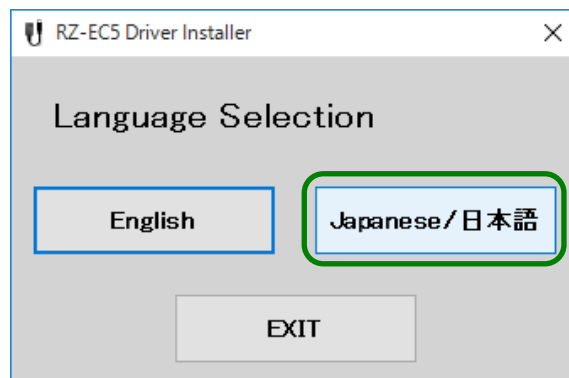 RZ-EC5 Driver Installer
Language Selection
English
Japanese/日本語
EXIT